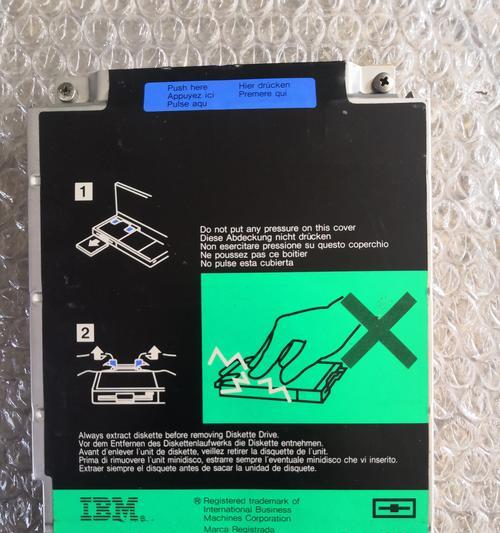 Push here
Appuyez ici
Pulse aqu
Hier drücken
Premere qui
1
Do not put any pressure on this cover
Diese Abdeckung nicht drücken
Non esercitare pressione su questo coperchio
Ne poussez pas ce boitier
No pulse esta cubierta
2
Always extract diskette before removing Diskette Drive.
Vor dem Entfernen des Diskettenlaufwerks die Diskette entnehmen.
Avant d'enlever l'unit de diskette, veillez retirer la disquette de l'unit.
Prima di rimuovere l'unit minidisco, estrarre sempre l'eventuale minidisco che vi inserito.
Extraer siempre el disquete antes de sacar la unidad de disquete.
IBM®
® Registered trademark of
International Business
Machines Corporation
Marca Registrada